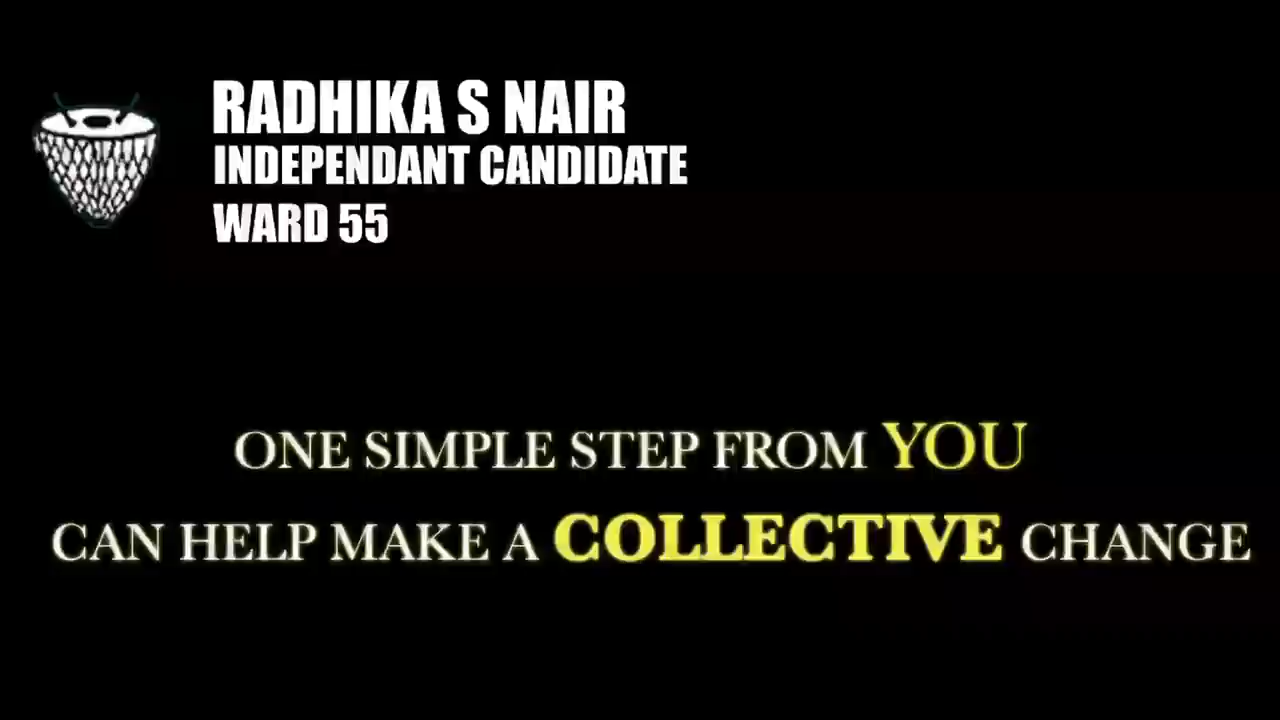 RADHIKA S NAIR
INDEPENDANT CANDIDATE
WARD 55
ONE SIMPLE STEP FROM YOU
CAN HELP MAKE A COLLECTIVE CHANGE